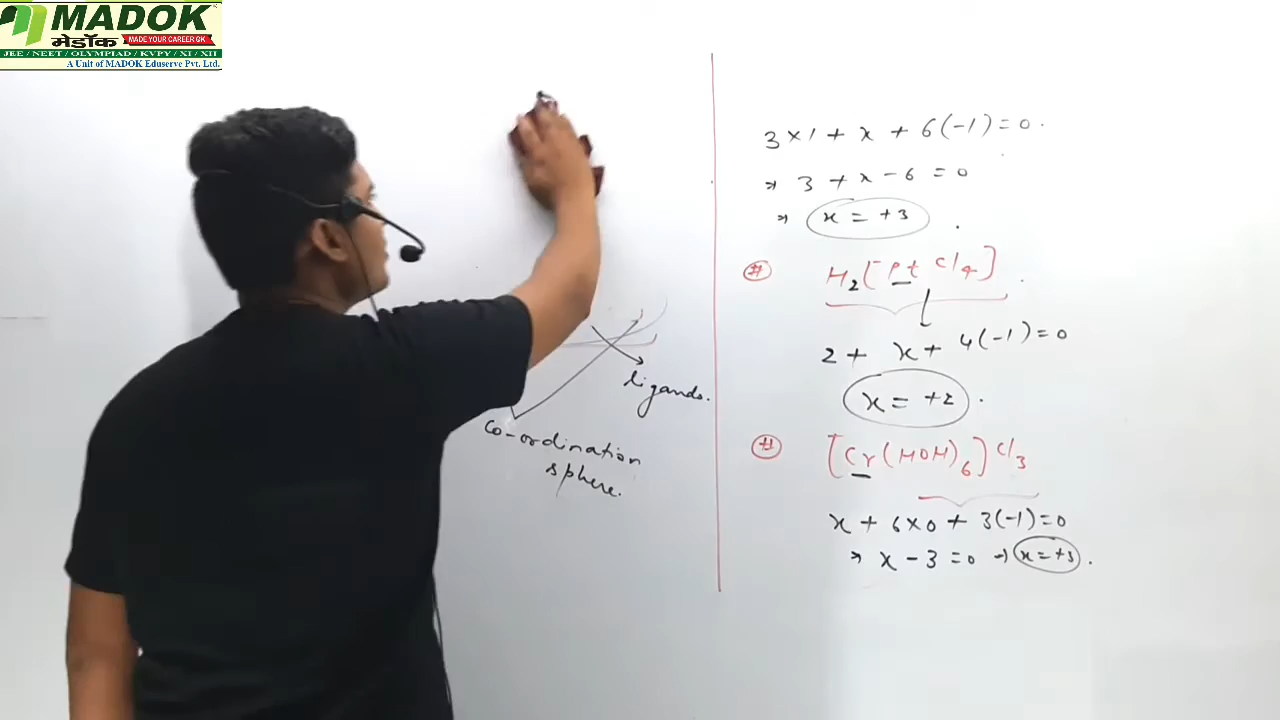 MADOK
मेडॉक MADE YOUR CAREER GK
JEE / NEET / OLYMPIAD / KVPY / XI / XII
A Unit of MADOK Eduserve Pvt. Ltd.
ligands.
Co-ordination
sphere.
3 × 1 + x + 6(-1) = 0.
⇒ 3 + x - 6 = 0
⇒ x = +3.
# H₂[Pt Cl₄].
2 + x + 4(-1) = 0
x = +2.
# [Cr(HOH)₆]Cl₃
x + 6×0 + 3(-1) = 0
⇒ x - 3 = 0 ⇒ x = +3.